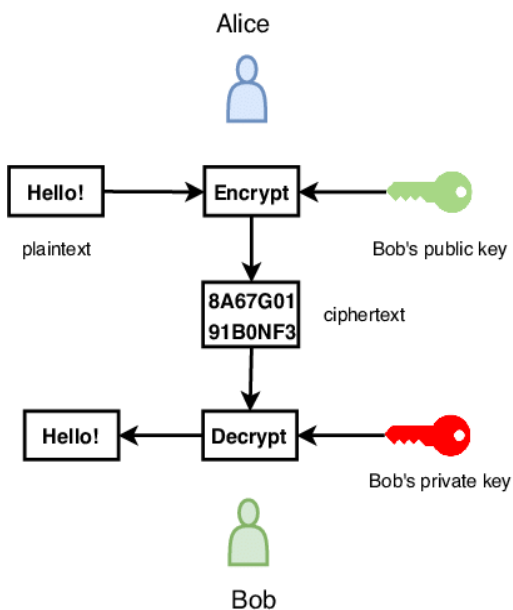 Alice
Hello!
Encrypt
plaintext
Bob's public key
8A67G01
91B0NF3
ciphertext
Hello!
Decrypt
Bob's private key
Bob